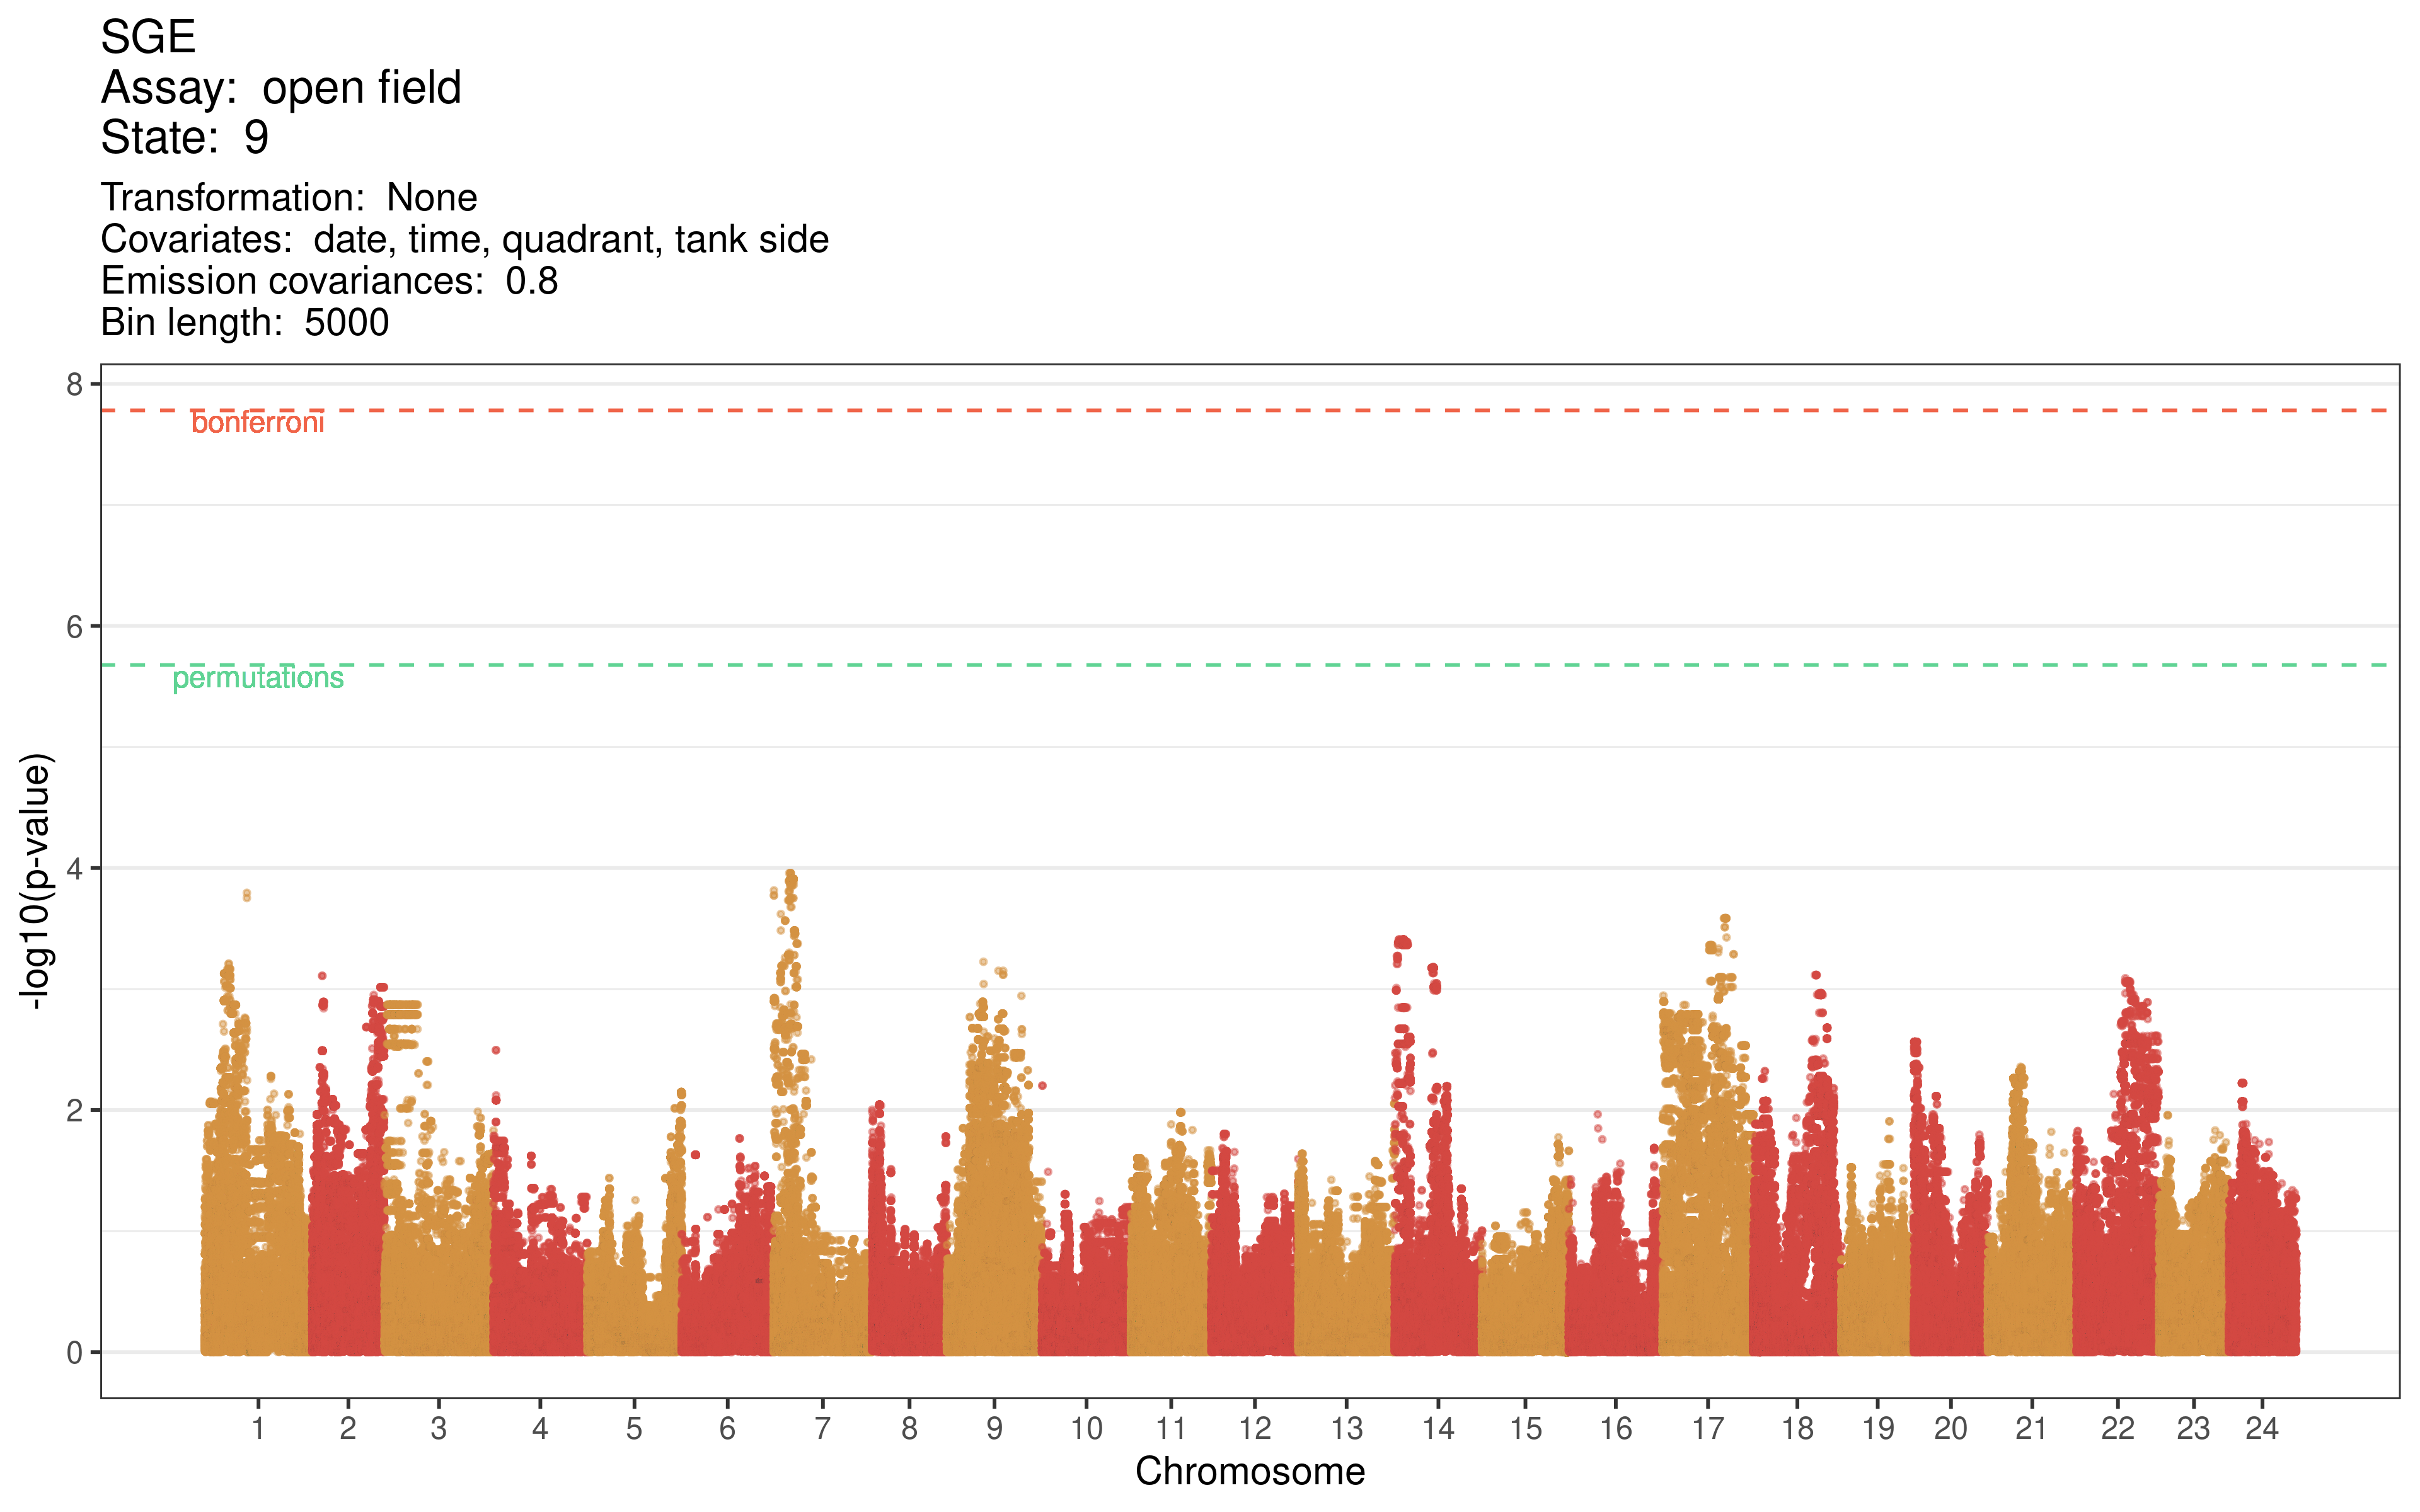 SGE
Assay:  open field
State:  9
Transformation:  None
Covariates:  date, time, quadrant, tank side
Emission covariances:  0.8
Bin length:  5000
8
bonferroni
6
permutations
4
2
0
-log10(p-value)
1 2 3 4 5 6 7 8 9 10 11 12 13 14 15 16 17 18 19 20 21 22 23 24
Chromosome